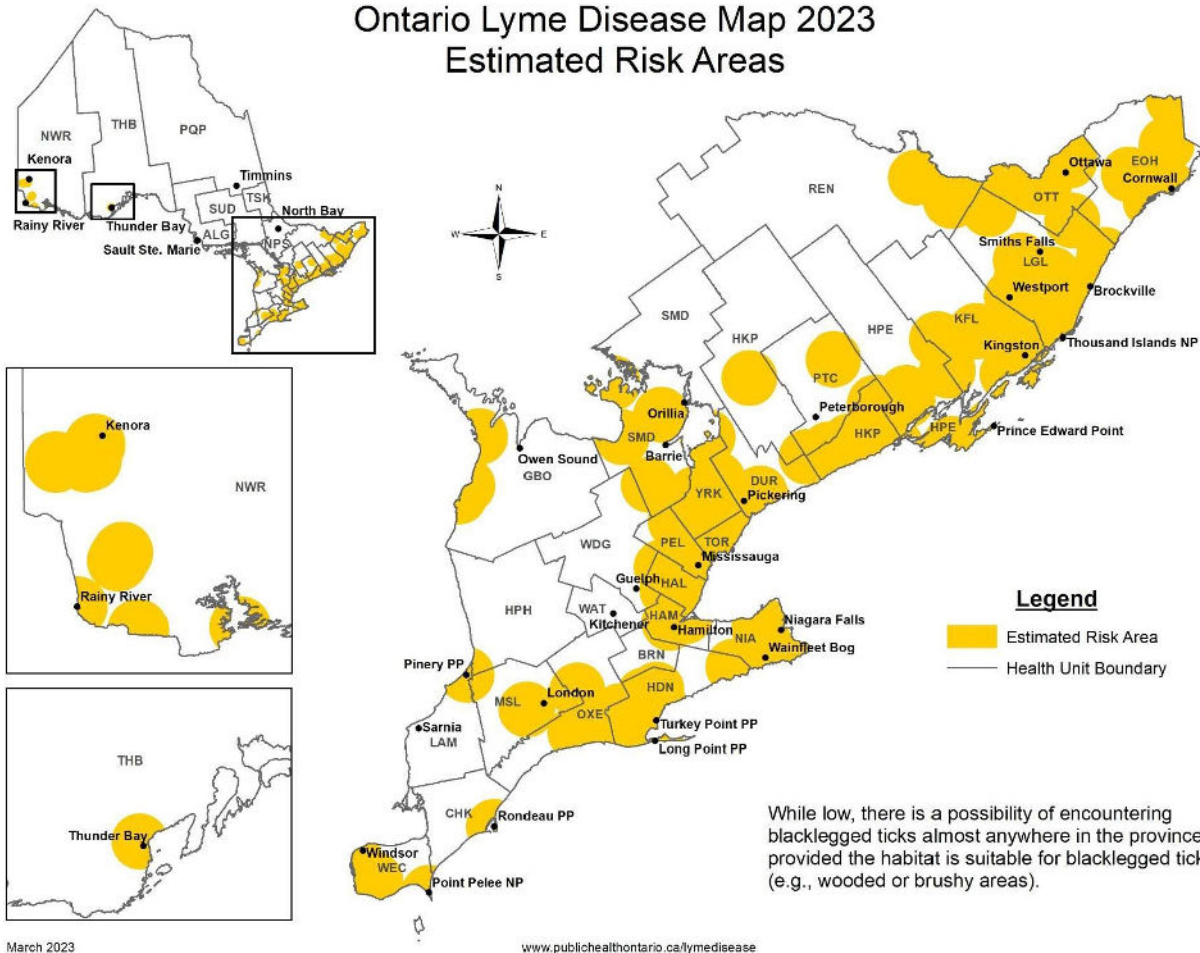 Ontario Lyme Disease Map 2023
Estimated Risk Areas
NWR
THB
PQP
Kenora
Timmins
TSK
SUD
North Bay
Rainy River
Thunder Bay
ALG
NPS
Sault Ste. Marie
N
W
E
S
REN
Ottawa
EOH
Cornwall
OTT
Smiths Falls
LGL
Westport
Brockville
SMD
HKP
HPE
KFL
Thousand Islands NP
Kingston
PTC
Peterborough
Orillia
HKP
HPE
Prince Edward Point
SMD
Barrie
Owen Sound
GBO
DUR
YRK
Pickering
WDG
PEL
TOR
Mississauga
Guelph
HAL
HPH
WAT
Kitchener
HAM
Hamilton
Niagara Falls
NIA
Wainfleet Bog
BRN
Pinery PP
HDN
MSL
London
OXE
Turkey Point PP
Sarnia
LAM
Long Point PP
CHK
Rondeau PP
Windsor
WEC
Point Pelee NP
Kenora
NWR
Rainy River
THB
Thunder Bay
Legend
Estimated Risk Area
Health Unit Boundary
While low, there is a possibility of encountering
blacklegged ticks almost anywhere in the province
provided the habitat is suitable for blacklegged tick
(e.g., wooded or brushy areas).
March 2023
www.publichealthontario.ca/lymedisease